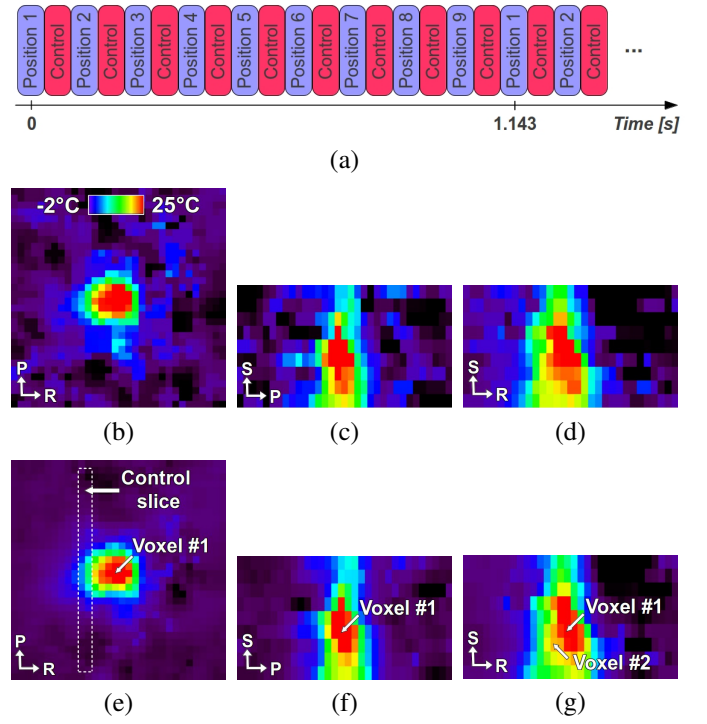 Position 1
Control
Position 2
Control
Position 3
Control
Position 4
Control
Position 5
Control
Position 6
Control
Position 7
Control
Position 8
Control
Position 9
Control
Position 1
Control
Position 2
Control
...
0
1.143
Time [s]
(a)
-2°C
25°C
P
R
(b)
S
P
(c)
S
R
(d)
Control
slice
Voxel #1
P
R
(e)
Voxel #1
S
P
(f)
Voxel #1
Voxel #2
S
R
(g)